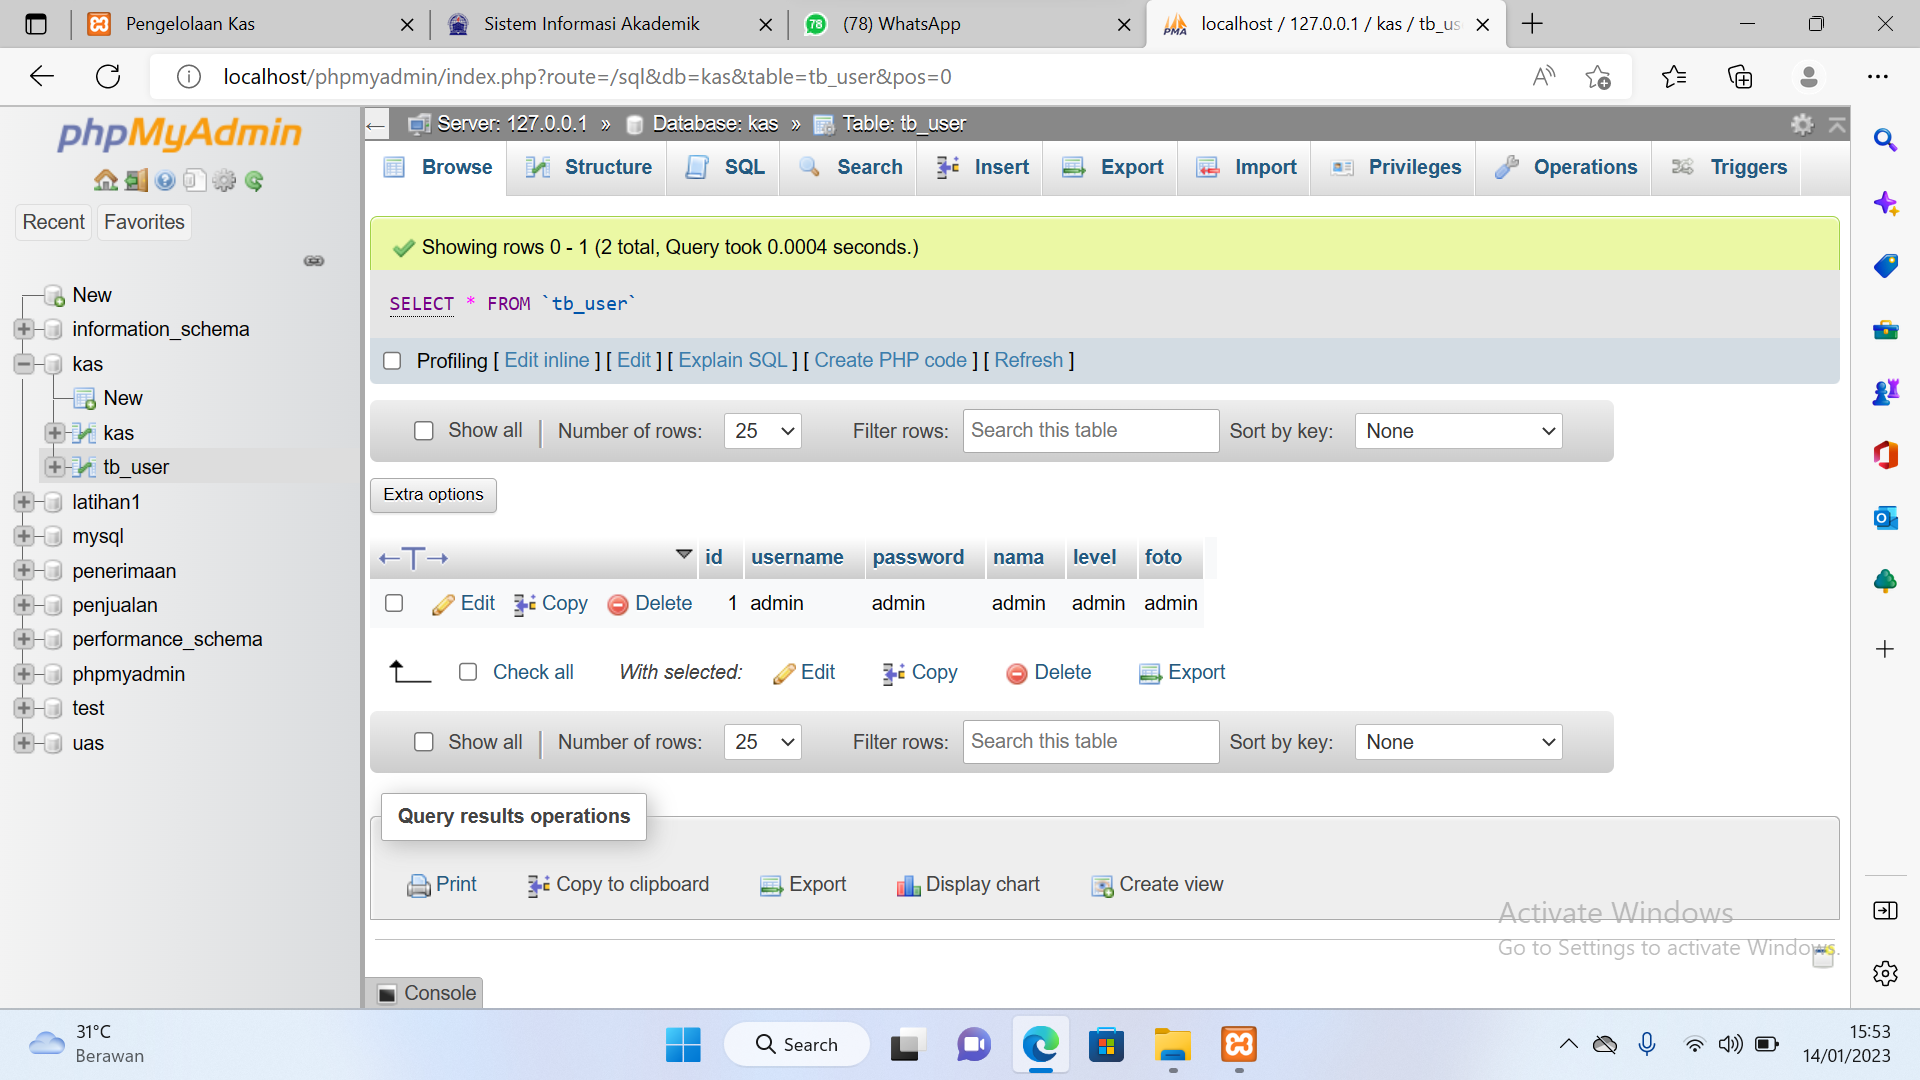 Pengelolaan Kas
Sistem Informasi Akademik
78
(78) WhatsApp
PMA
localhost / 127.0.0.1 / kas / tb_us
localhost/phpmyadmin/index.php?route=/sql&db=kas&table=tb_user&pos=0
phpMyAdmin
Recent
Favorites
New
information_schema
kas
New
kas
tb_user
latihan1
mysql
penerimaan
penjualan
performance_schema
phpmyadmin
test
uas
Server: 127.0.0.1 » Database: kas » Table: tb_user
Browse
Structure
SQL
Search
Insert
Export
Import
Privileges
Operations
Triggers
Showing rows 0 - 1 (2 total, Query took 0.0004 seconds.)
SELECT * FROM `tb_user`
Profiling [ Edit inline ] [ Edit ] [ Explain SQL ] [ Create PHP code ] [ Refresh ]
Show all | Number of rows: 25 Filter rows: Search this table Sort by key: None
Extra options
←T→ id username password nama level foto
Edit Copy Delete 1 admin admin admin admin admin
Check all With selected: Edit Copy Delete Export
Show all | Number of rows: 25 Filter rows: Search this table Sort by key: None
Query results operations
Print Copy to clipboard Export Display chart Create view
Activate Windows
Go to Settings to activate Windows.
Console
31°C
Berawan
Search
15:53
14/01/2023